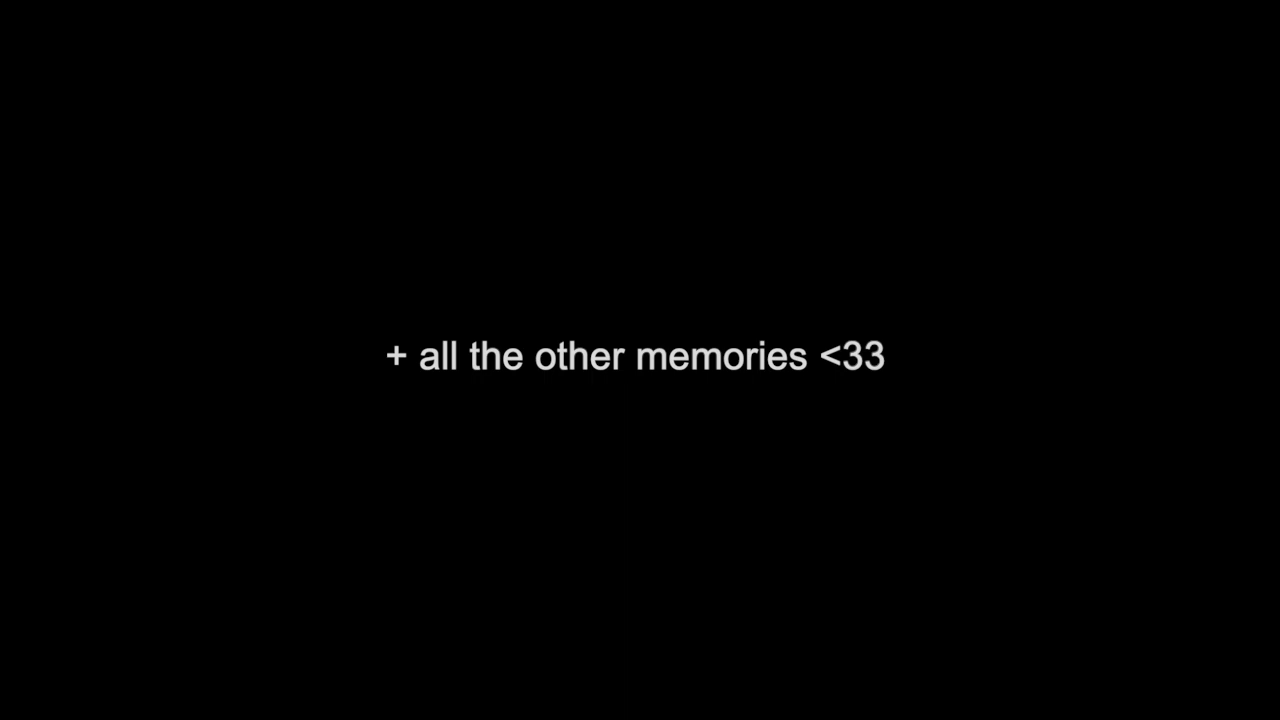 + all the other memories <33